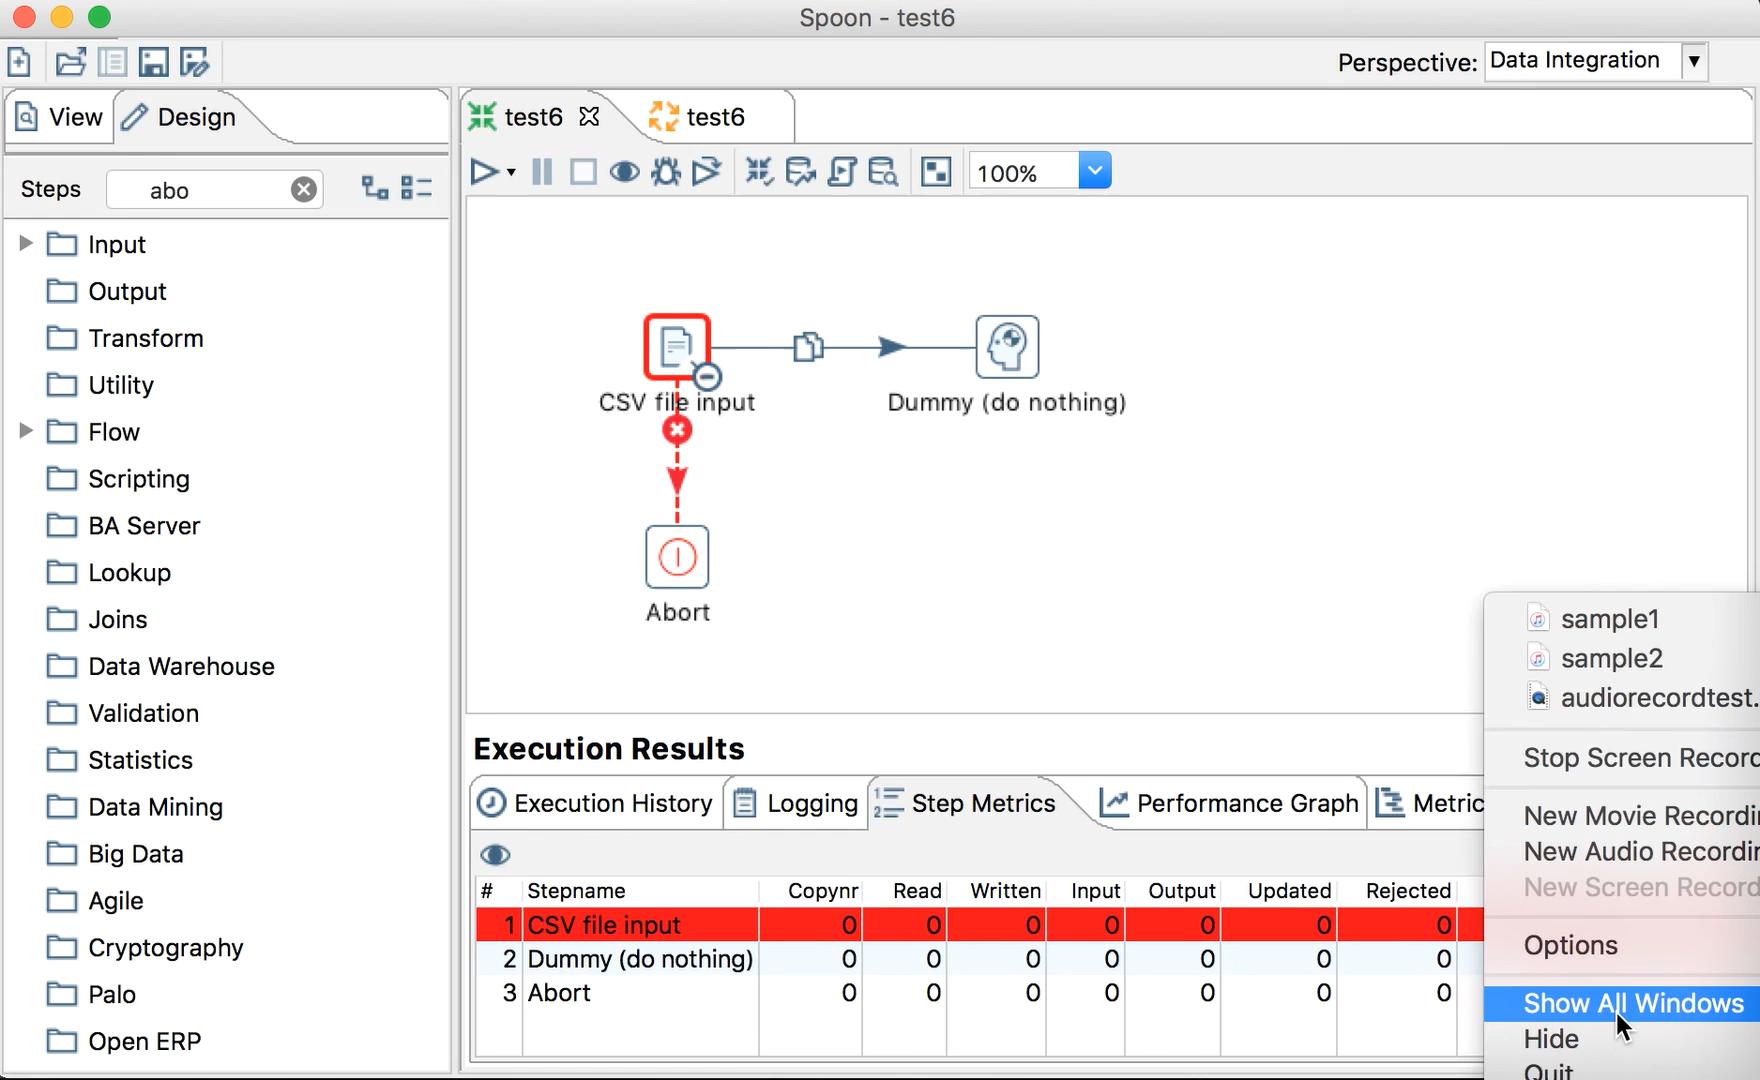 Spoon - test6
Perspective: Data Integration
View Design
test6 test6
Steps abo
100%
Input
Output
Transform
Utility
Flow
Scripting
BA Server
Lookup
Joins
Data Warehouse
Validation
Statistics
Data Mining
Big Data
Agile
Cryptography
Palo
Open ERP
CSV file input
Dummy (do nothing)
Abort
Execution Results
Execution History Logging Step Metrics Performance Graph Metric
# Stepname Copynr Read Written Input Output Updated Rejected
1 CSV file input 0 0 0 0 0 0 0
2 Dummy (do nothing) 0 0 0 0 0 0 0
3 Abort 0 0 0 0 0 0 0
sample1
sample2
audiorecordtest.
Stop Screen Record
New Movie Recordin
New Audio Recordin
New Screen Record
Options
Show All Windows
Hide
Quit